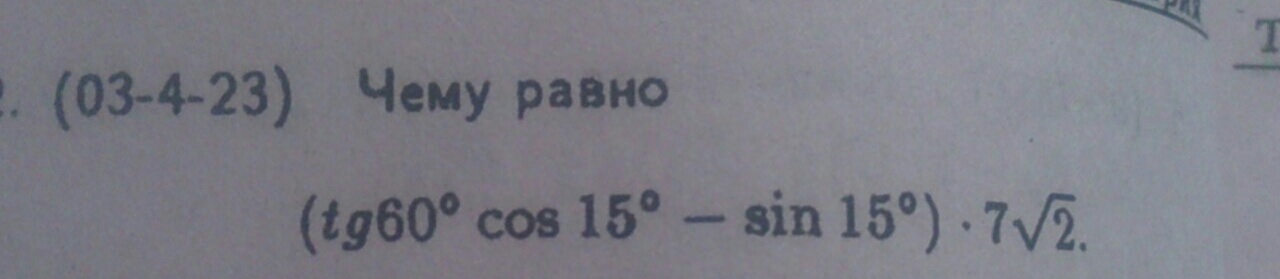 . (03-4-23) Чему равно
(tg60° cos 15° − sin 15°) · 7√2.